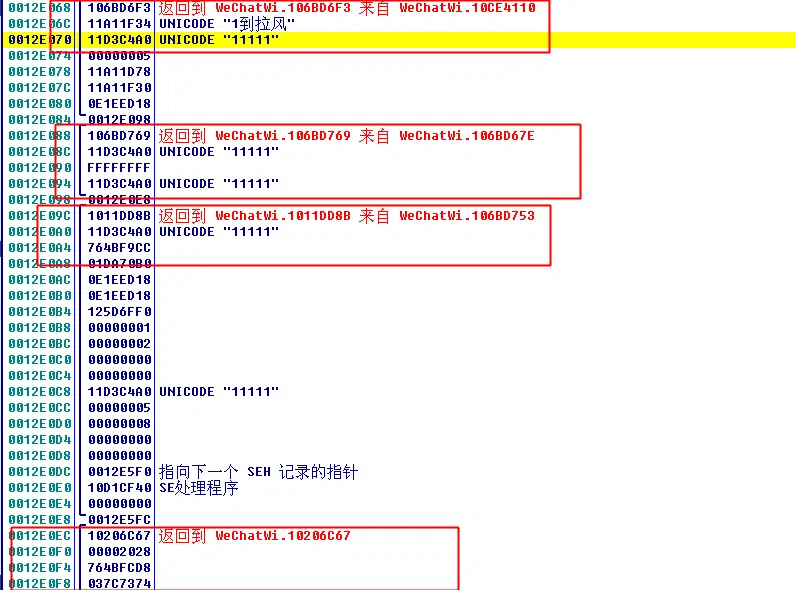 0012E068 106BD6F3 返回到 WeChatWi.106BD6F3 来自 WeChatWi.10CE4110
0012E06C 11A11F34 UNICODE "1到拉风"
0012E070 11D3C4A0 UNICODE "11111"
0012E074 00000005
0012E078 11A11D78
0012E07C 11A11F30
0012E080 0E1EED18
0012E084 0012E098
0012E088 106BD769 返回到 WeChatWi.106BD769 来自 WeChatWi.106BD67E
0012E08C 11D3C4A0 UNICODE "11111"
0012E090 FFFFFFFF
0012E094 11D3C4A0 UNICODE "11111"
0012E098 0012E0E8
0012E09C 1011DD8B 返回到 WeChatWi.1011DD8B 来自 WeChatWi.106BD753
0012E0A0 11D3C4A0 UNICODE "11111"
0012E0A4 764BF9CC
0012E0A8 01DA70B0
0012E0AC 0E1EED18
0012E0B0 0E1EED18
0012E0B4 125D6FF0
0012E0B8 00000001
0012E0BC 00000002
0012E0C0 00000000
0012E0C4 00000000
0012E0C8 11D3C4A0 UNICODE "11111"
0012E0CC 00000005
0012E0D0 00000008
0012E0D4 00000000
0012E0D8 00000000
0012E0DC 0012E5F0 指向下一个 SEH 记录的指针
0012E0E0 10D1CF40 SE处理程序
0012E0E4 00000000
0012E0E8 0012E5FC
0012E0EC 10206C67 返回到 WeChatWi.10206C67
0012E0F0 00002028
0012E0F4 764BFCD8
0012E0F8 037C7374